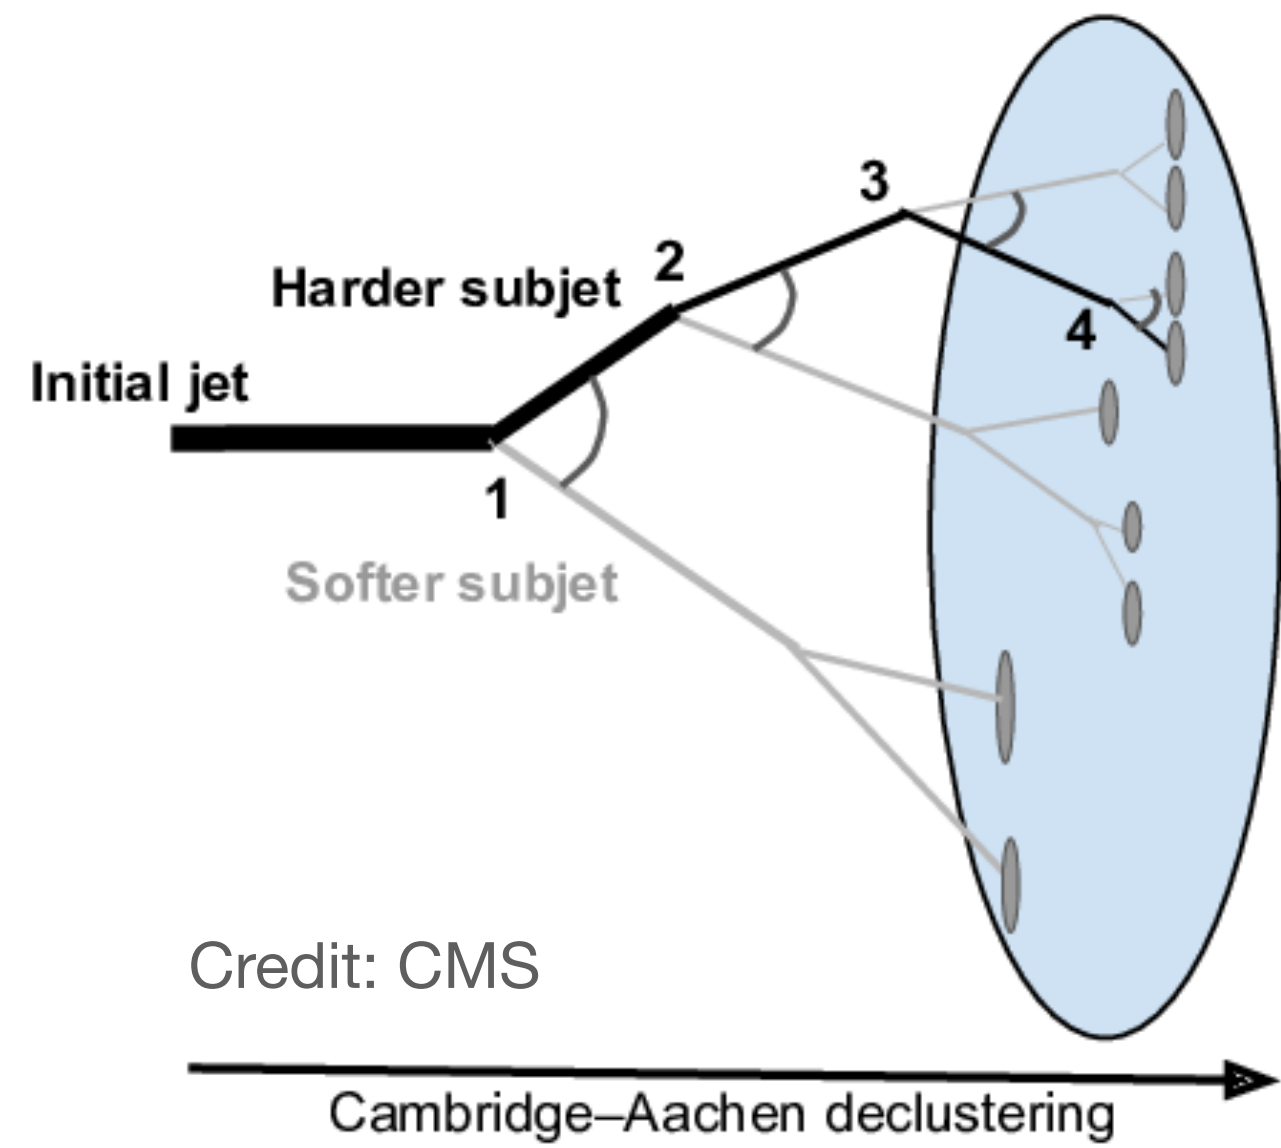 3
2
Harder subjet
4
Initial jet
1
Softer subjet
Credit: CMS
Cambridge–Aachen declustering